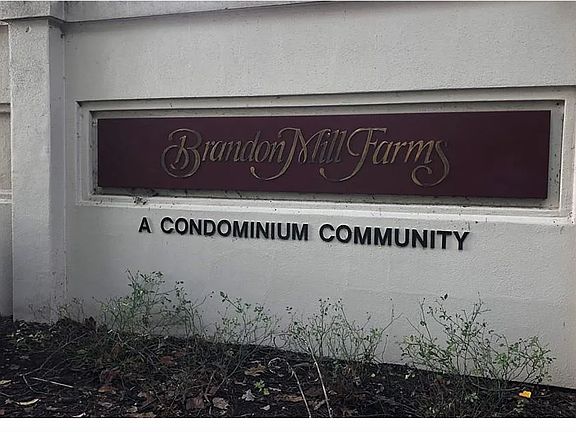 Brandon Mill Farms
A CONDOMINIUM COMMUNITY